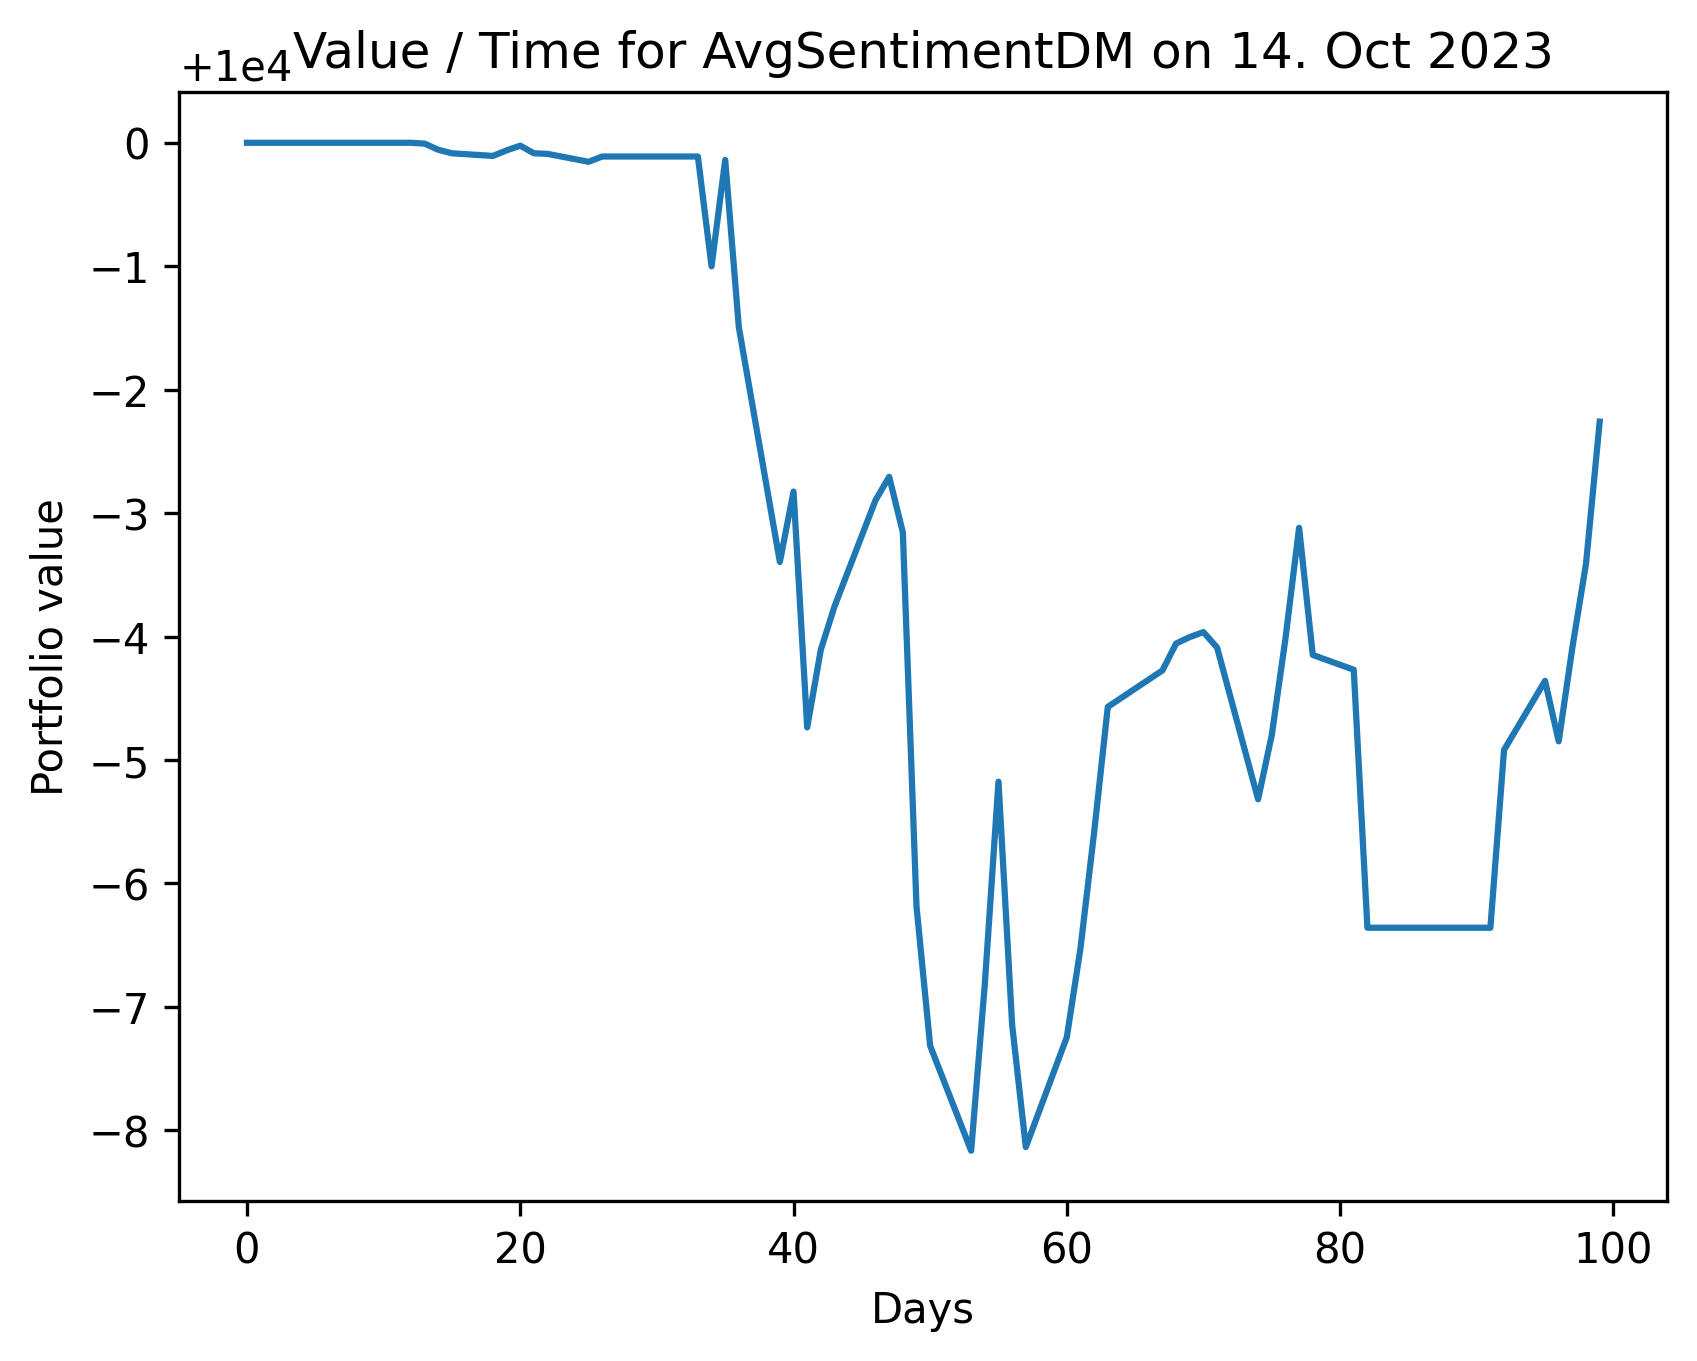 Value / Time for AvgSentimentDM on 14. Oct 2023
+1e4
0
−1
−2
−3
−4
−5
−6
−7
−8
Portfolio value
0 20 40 60 80 100
Days